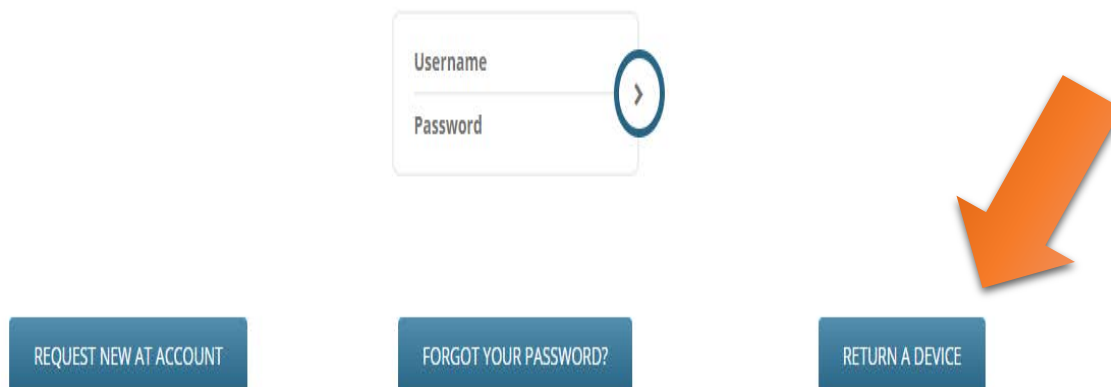 Username
Password
REQUEST NEW AT ACCOUNT
FORGOT YOUR PASSWORD?
RETURN A DEVICE